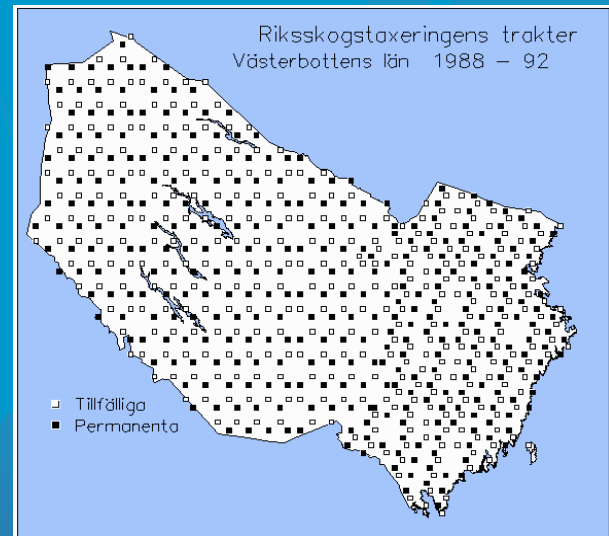 Riksskogstaxeringens trakter
Västerbottens län 1988 – 92
Tillfälliga
Permanenta